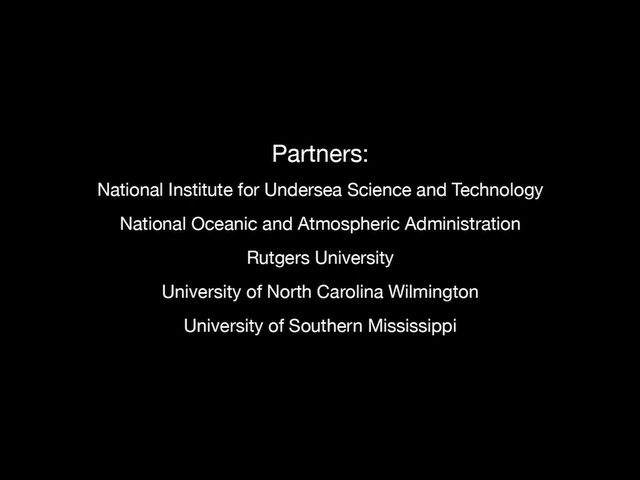 Partners:
National Institute for Undersea Science and Technology
National Oceanic and Atmospheric Administration
Rutgers University
University of North Carolina Wilmington
University of Southern Mississippi